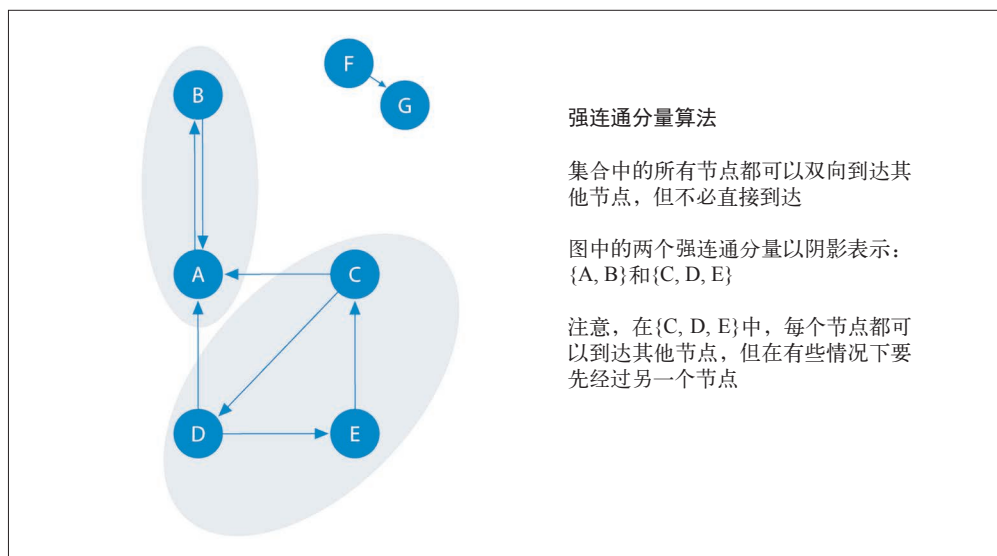 B
F
G
A
C
D
E
强连通分量算法
集合中的所有节点都可以双向到达其
他节点，但不必直接到达
图中的两个强连通分量以阴影表示：
{A, B}和{C, D, E}
注意，在{C, D, E}中，每个节点都可
以到达其他节点，但在有些情况下要
先经过另一个节点